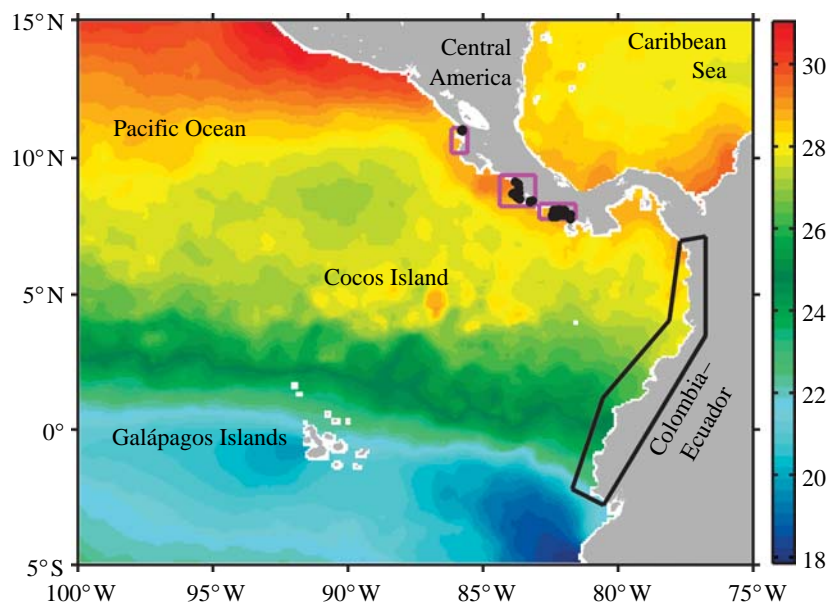 15°N
10°N
5°N
0°
5°S
100°W
95°W
90°W
85°W
80°W
75°W
Central
America
Caribbean
Sea
Pacific Ocean
Cocos Island
Galápagos Islands
Colombia–
Ecuador
30
28
26
24
22
20
18